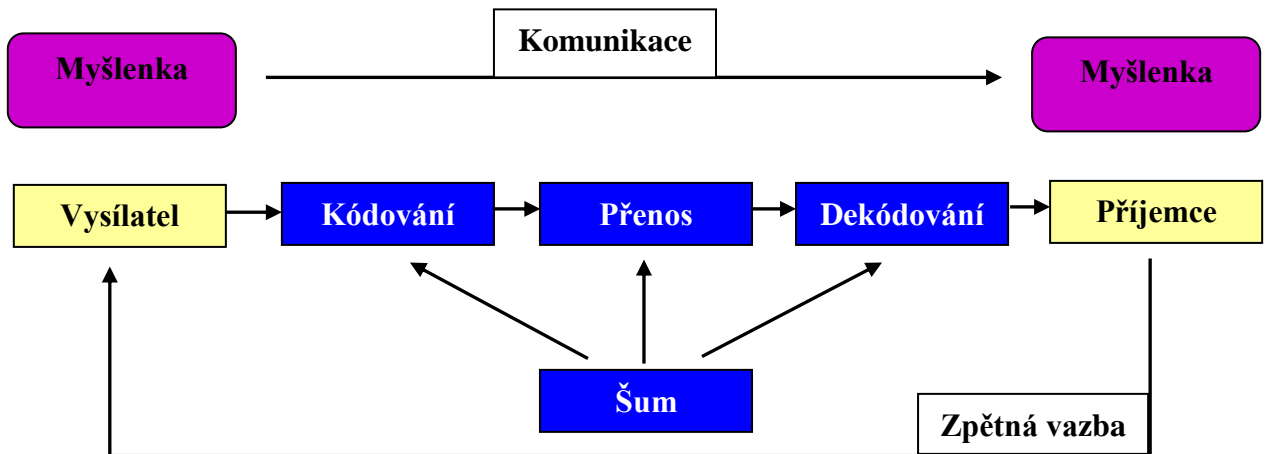 Komunikace
Myšlenka
Myšlenka
Vysílatel
Kódování
Přenos
Dekódování
Příjemce
Šum
Zpětná vazba